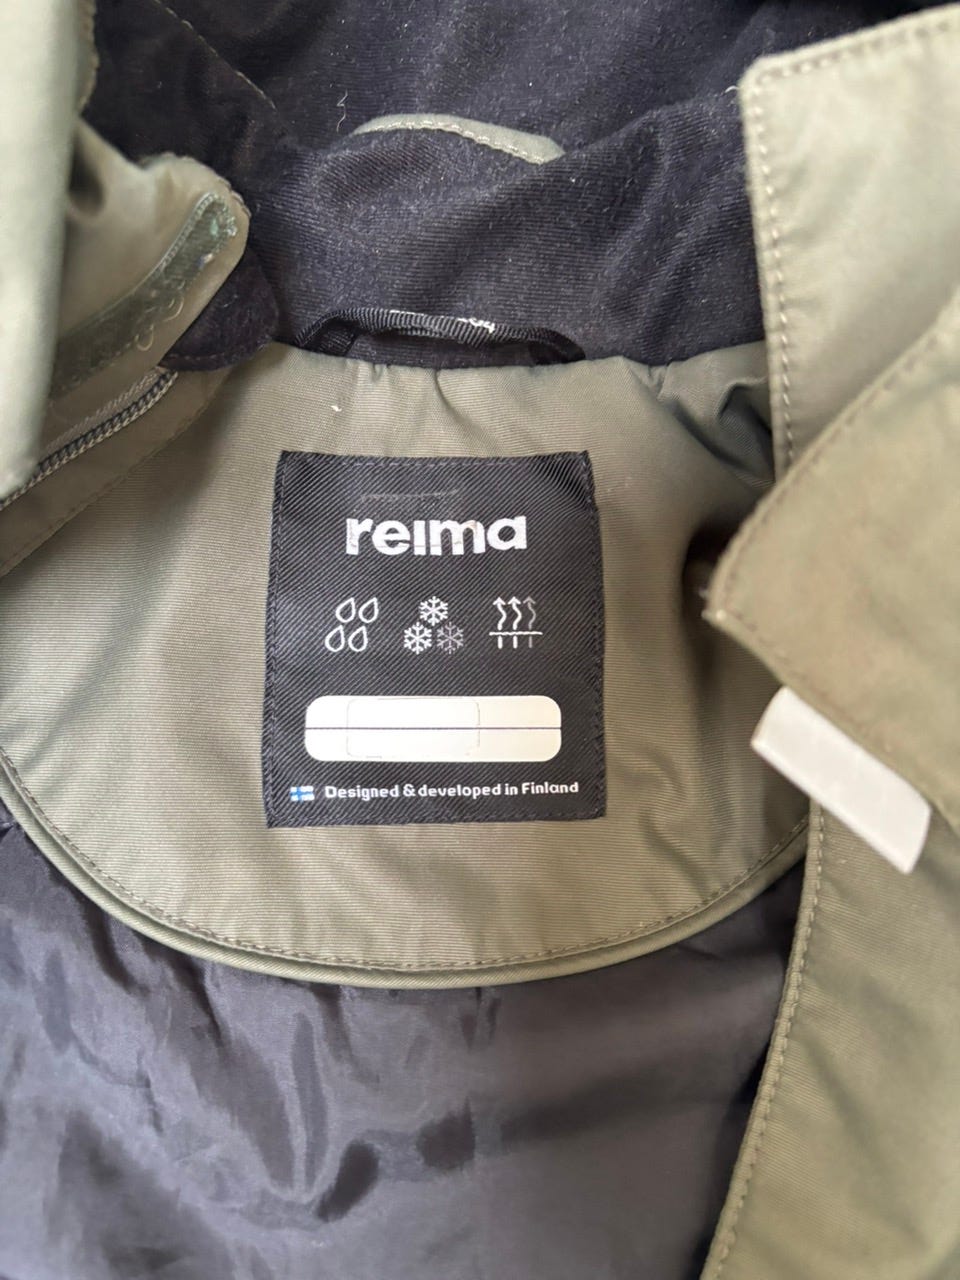 reima
Designed & developed in Finland